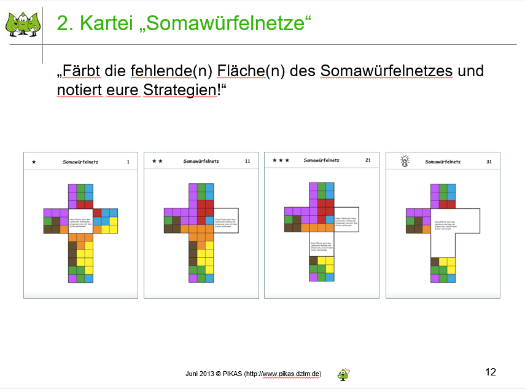 2. Kartei „Somawürfelnetze“
„Färbt die fehlende(n) Fläche(n) des Somawürfelnetzes und
notiert eure Strategien!“
★ Somawürfelnetz 1
★ ★ Somawürfelnetz 11
★ ★ ★ Somawürfelnetz 21
Somawürfelnetz 31
Juni 2013 © PIKAS (http://www.pikas.dzlm.de)
12